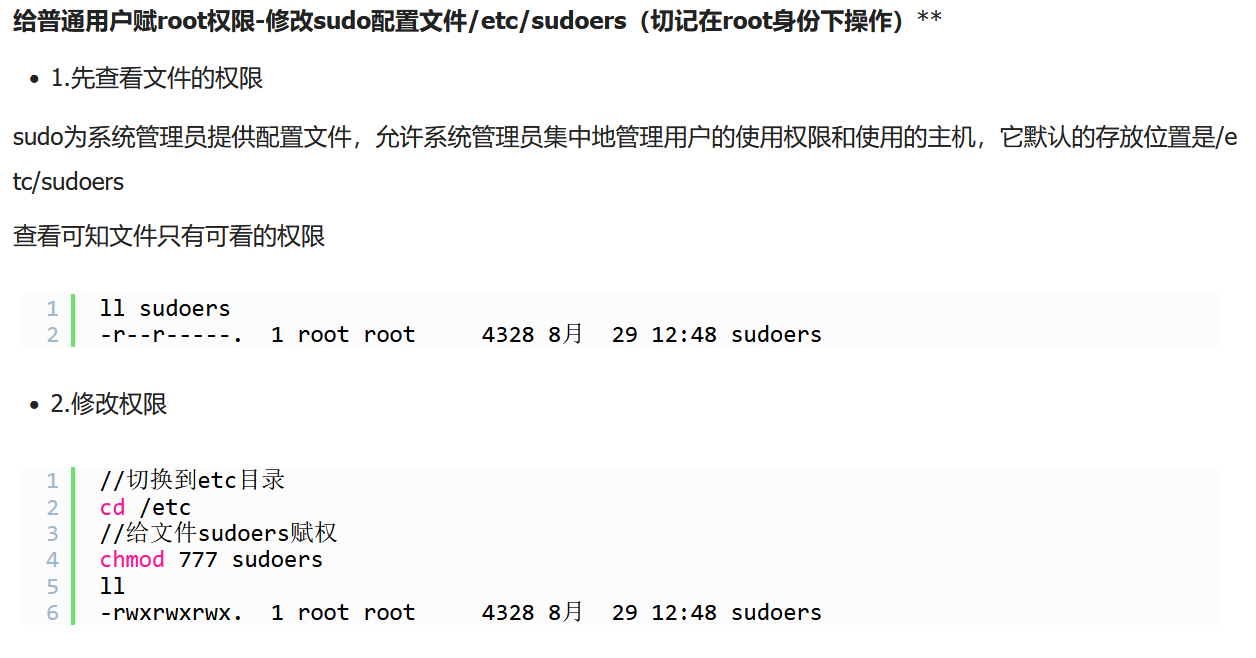 给普通用户赋root权限-修改sudo配置文件/etc/sudoers（切记在root身份下操作）**
• 1.先查看文件的权限
sudo为系统管理员提供配置文件，允许系统管理员集中地管理用户的使用权限和使用的主机，它默认的存放位置是/e
tc/sudoers
查看可知文件只有可看的权限
1 ll sudoers
2 -r--r-----.  1 root root     4328 8月  29 12:48 sudoers
• 2.修改权限
1 //切换到etc目录
2 cd /etc
3 //给文件sudoers赋权
4 chmod 777 sudoers
5 ll
6 -rwxrwxrwx.  1 root root     4328 8月  29 12:48 sudoers